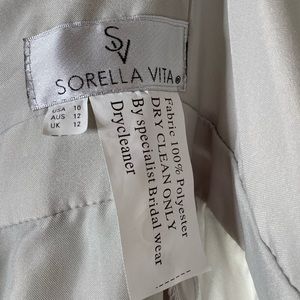 SV
SORELLA VITA®
USA 10
AUS 12
UK 12
Fabric 100% Polyester
DRY CLEAN ONLY
By specialist Bridal wear
Drycleaner